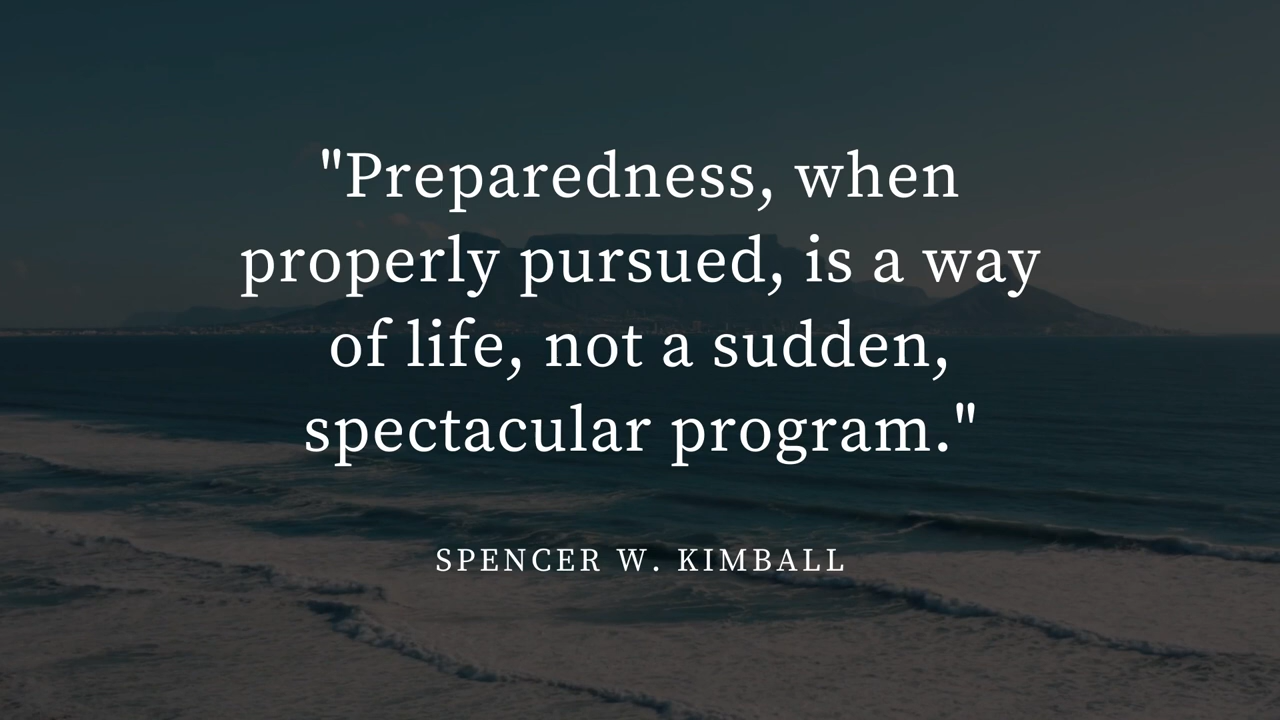 "Preparedness, when
properly pursued, is a way
of life, not a sudden,
spectacular program."
SPENCER W. KIMBALL